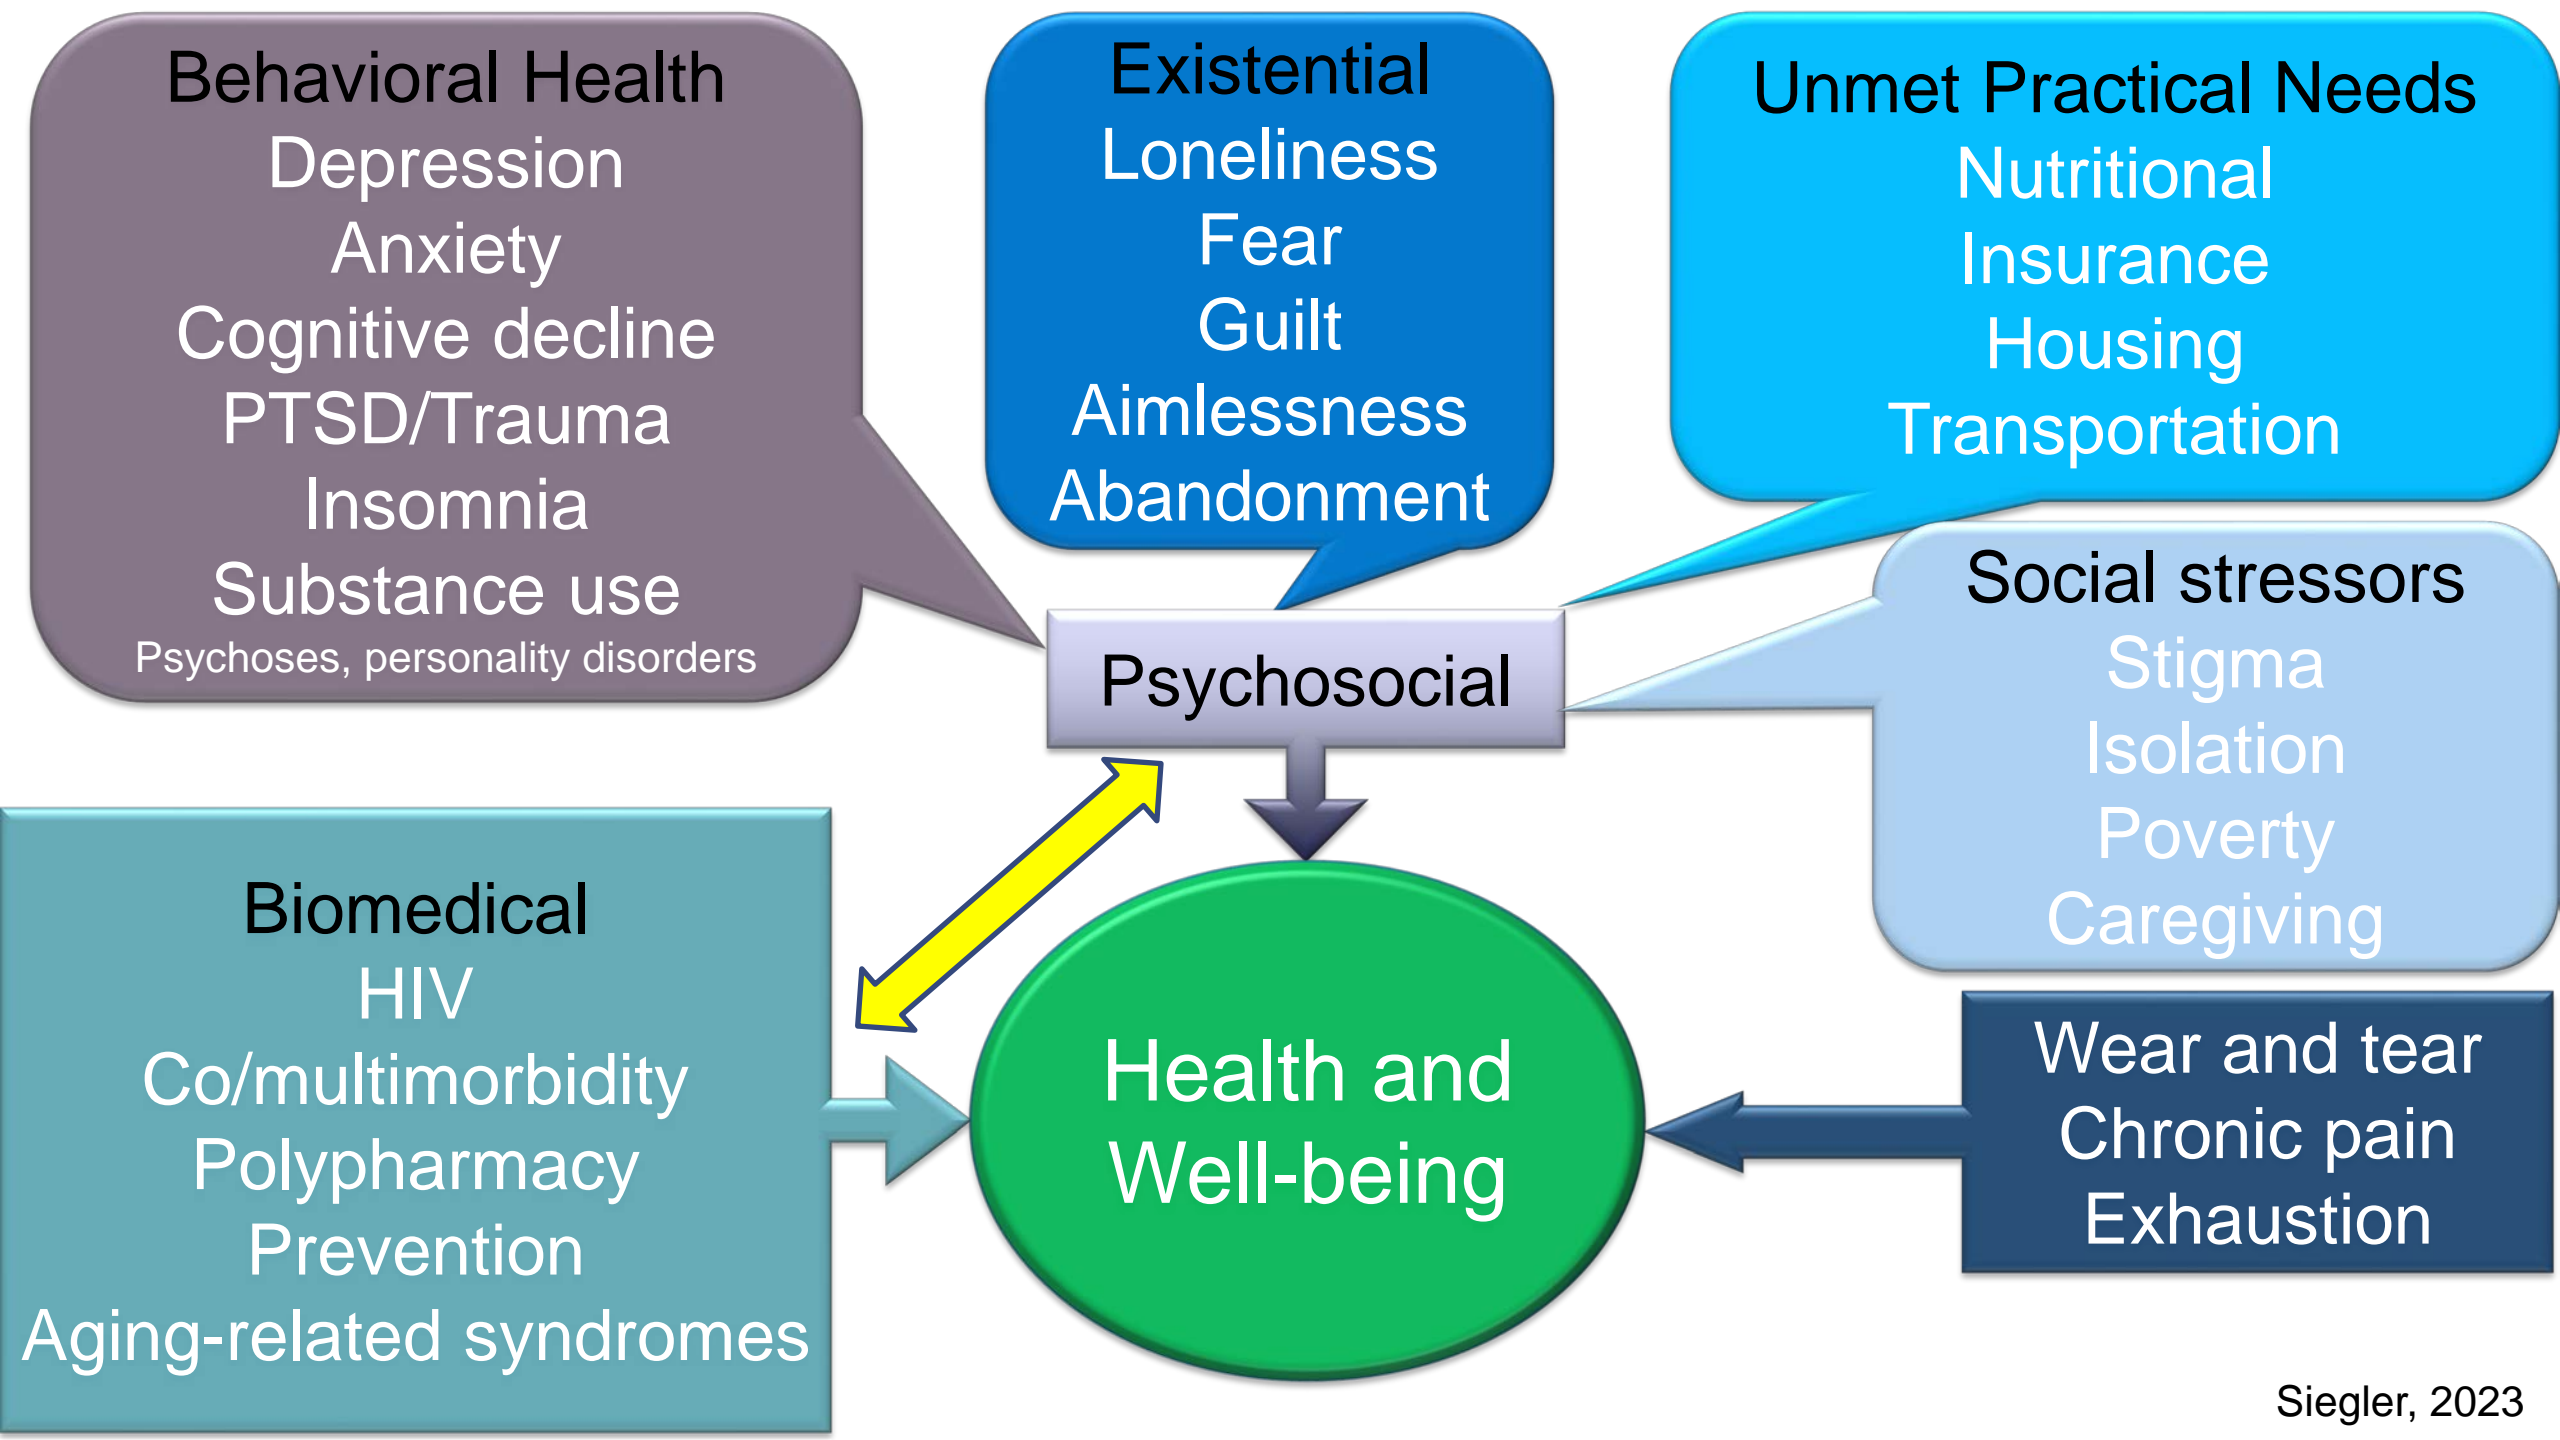 Behavioral Health
Depression
Anxiety
Cognitive decline
PTSD/Trauma
Insomnia
Substance use
Psychoses, personality disorders
Existential
Loneliness
Fear
Guilt
Aimlessness
Abandonment
Unmet Practical Needs
Nutritional
Insurance
Housing
Transportation
Social stressors
Stigma
Isolation
Poverty
Caregiving
Psychosocial
Biomedical
HIV
Co/multimorbidity
Polypharmacy
Prevention
Aging-related syndromes
Health and
Well-being
Wear and tear
Chronic pain
Exhaustion
Siegler, 2023